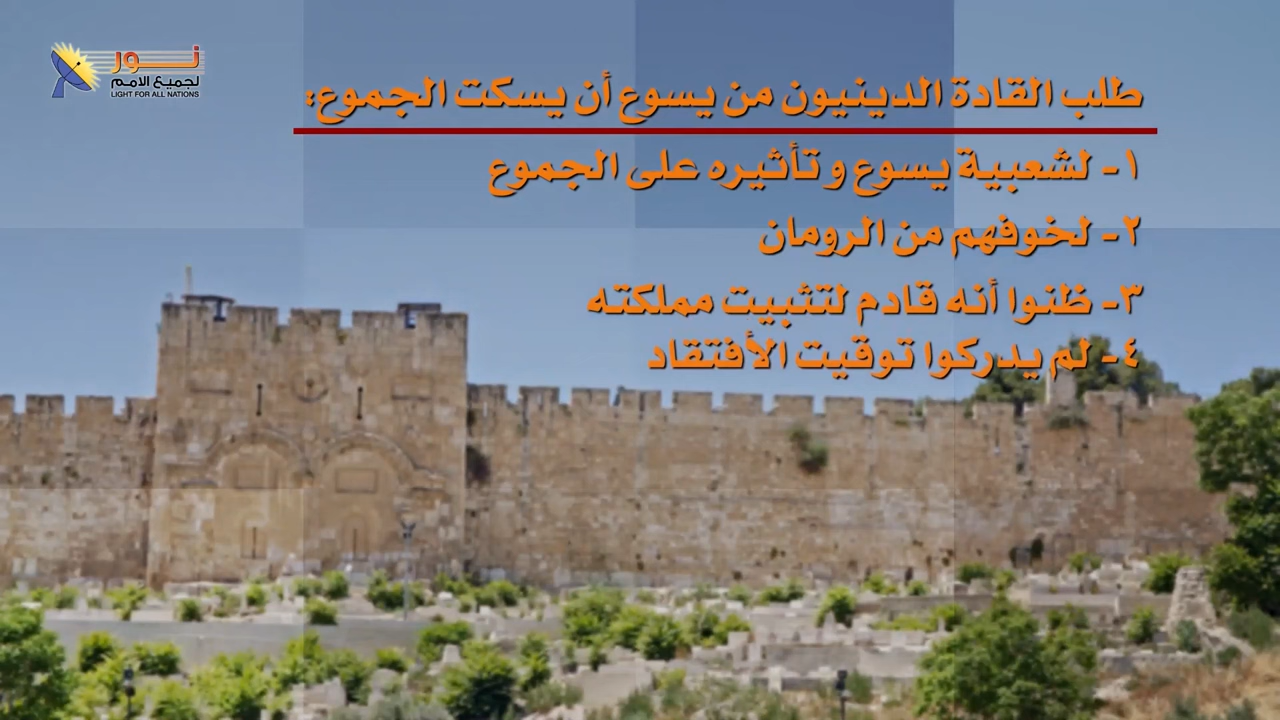 نور
لجميع الامم
LIGHT FOR ALL NATIONS
طلب القادة الدينيون من يسوع أن يسكت الجموع:
١- لشعبية يسوع و تأثيره على الجموع
٢- لخوفهم من الرومان
٣- ظنوا أنه قادم لتثبيت مملكته
٤- لم يدركوا توقيت الأفتقاد